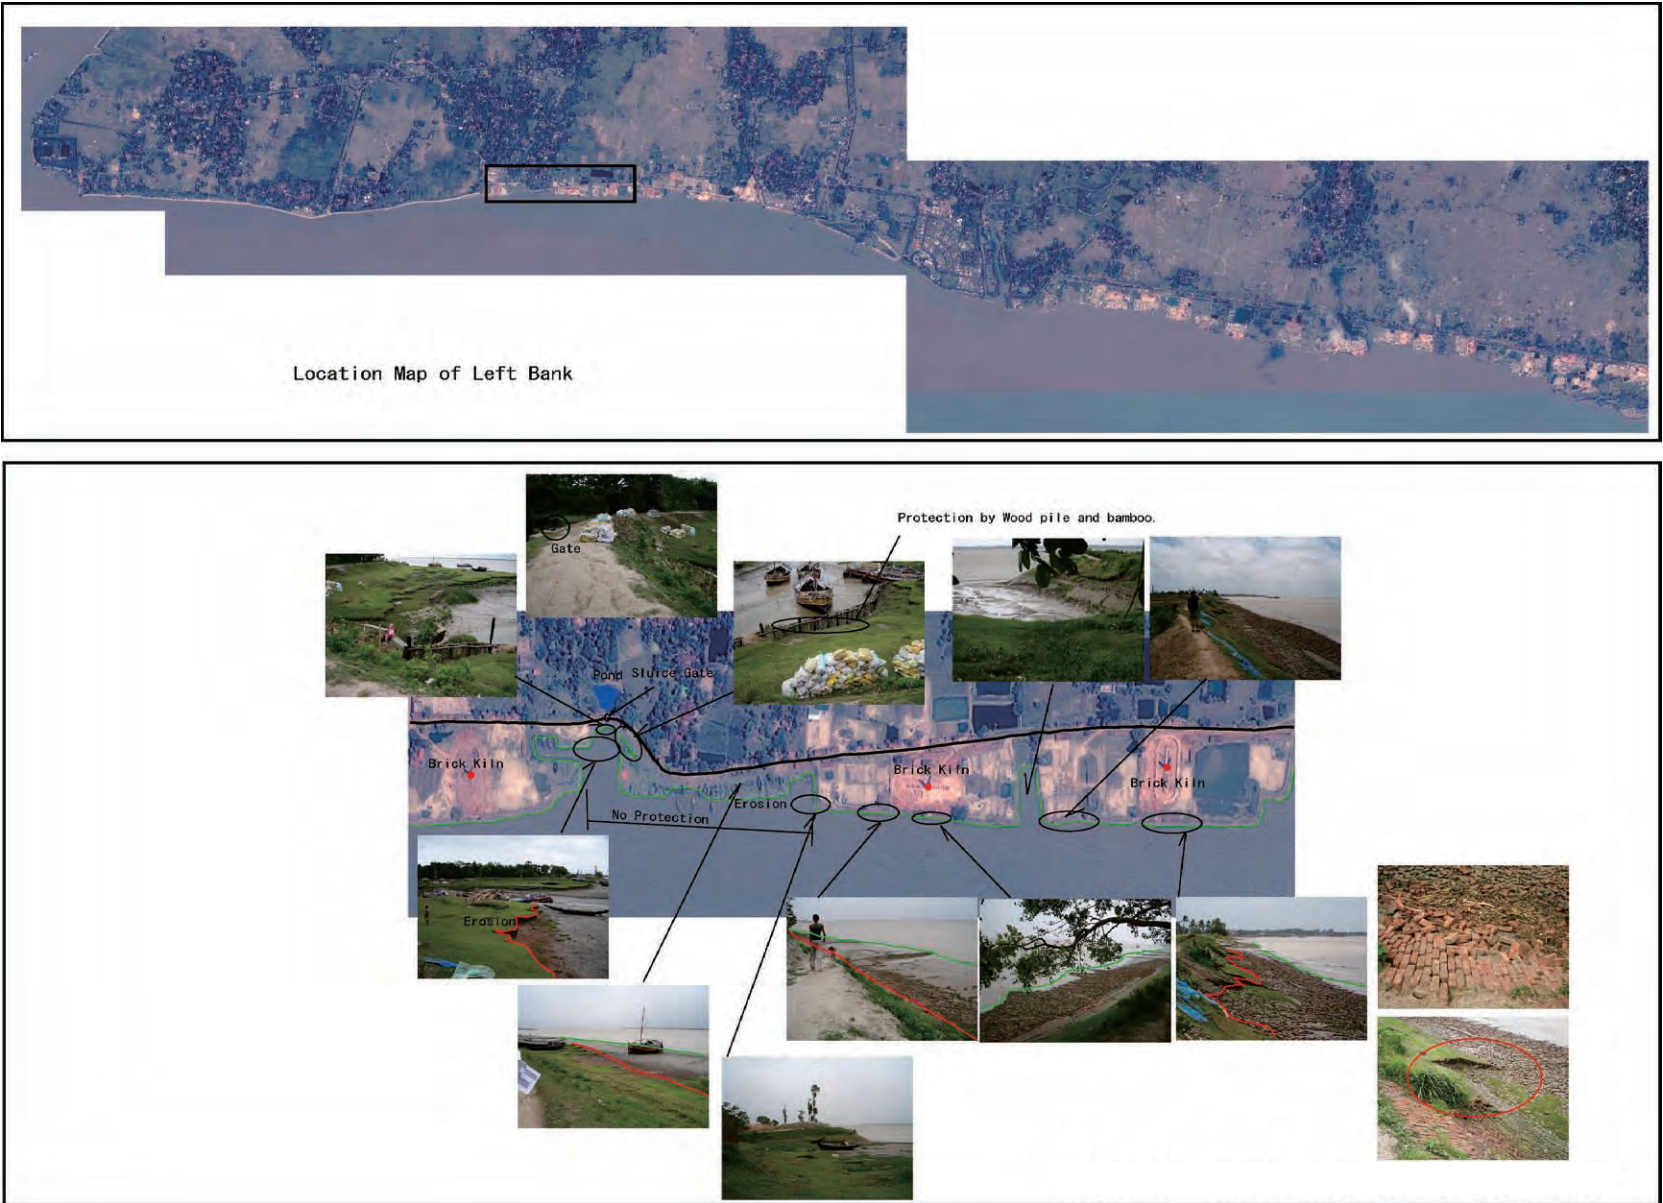 Location Map of Left Bank
Protection by Wood pile and bamboo.
Gate
Pond Sluice Gate
Brick Kiln
Brick Kiln
Brick Kiln
Erosion
No Protection
Erosion